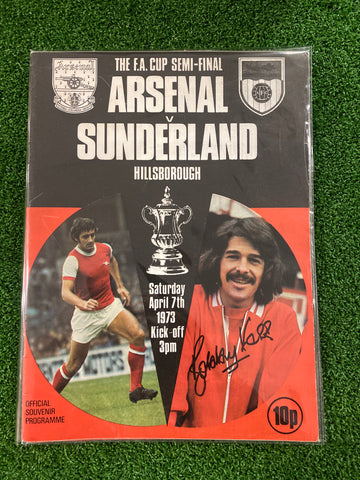 THE F.A. CUP SEMI-FINAL
ARSENAL
V
SUNDERLAND
HILLSBOROUGH
Saturday
April 7th
1973
Kick-off
3pm
OFFICIAL
SOUVENIR
PROGRAMME
10p